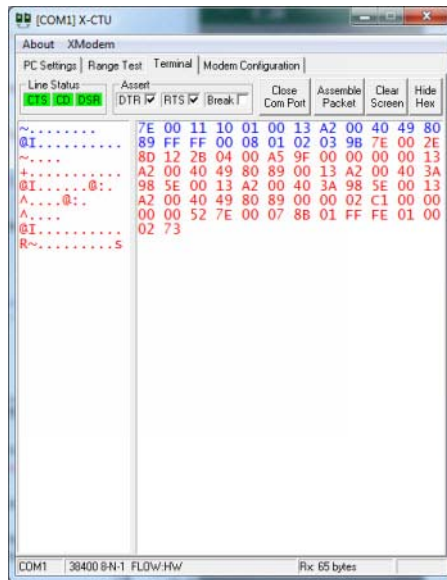 [COM1] X-CTU
About XModem
PC Settings Range Test Terminal Modem Configuration
Line Status
CTS CD DSR
Assert
DTR RTS Break
Close Com Port
Assemble Packet
Clear Screen
Hide Hex
~........ 7E 00 11 10 01 00 13 A2 00 40 49 80
@I.......... 89 FF FF 00 08 01 02 03 9B 7E 00 2E
~.... 8D 12 2B 04 00 A5 9F 00 00 00 00 13
+........... A2 00 40 49 80 89 00 13 A2 00 40 3A
@I......@:. 98 5E 00 13 A2 00 40 3A 98 5E 00 13
^....@:. A2 00 40 49 80 89 00 00 02 C1 00 00
^.... 00 00 52 7E 00 07 8B 01 FF FE 01 00
@I.......... 02 73
R~.........s
COM1 38400 8-N-1 FLOW:HW Rx: 65 bytes